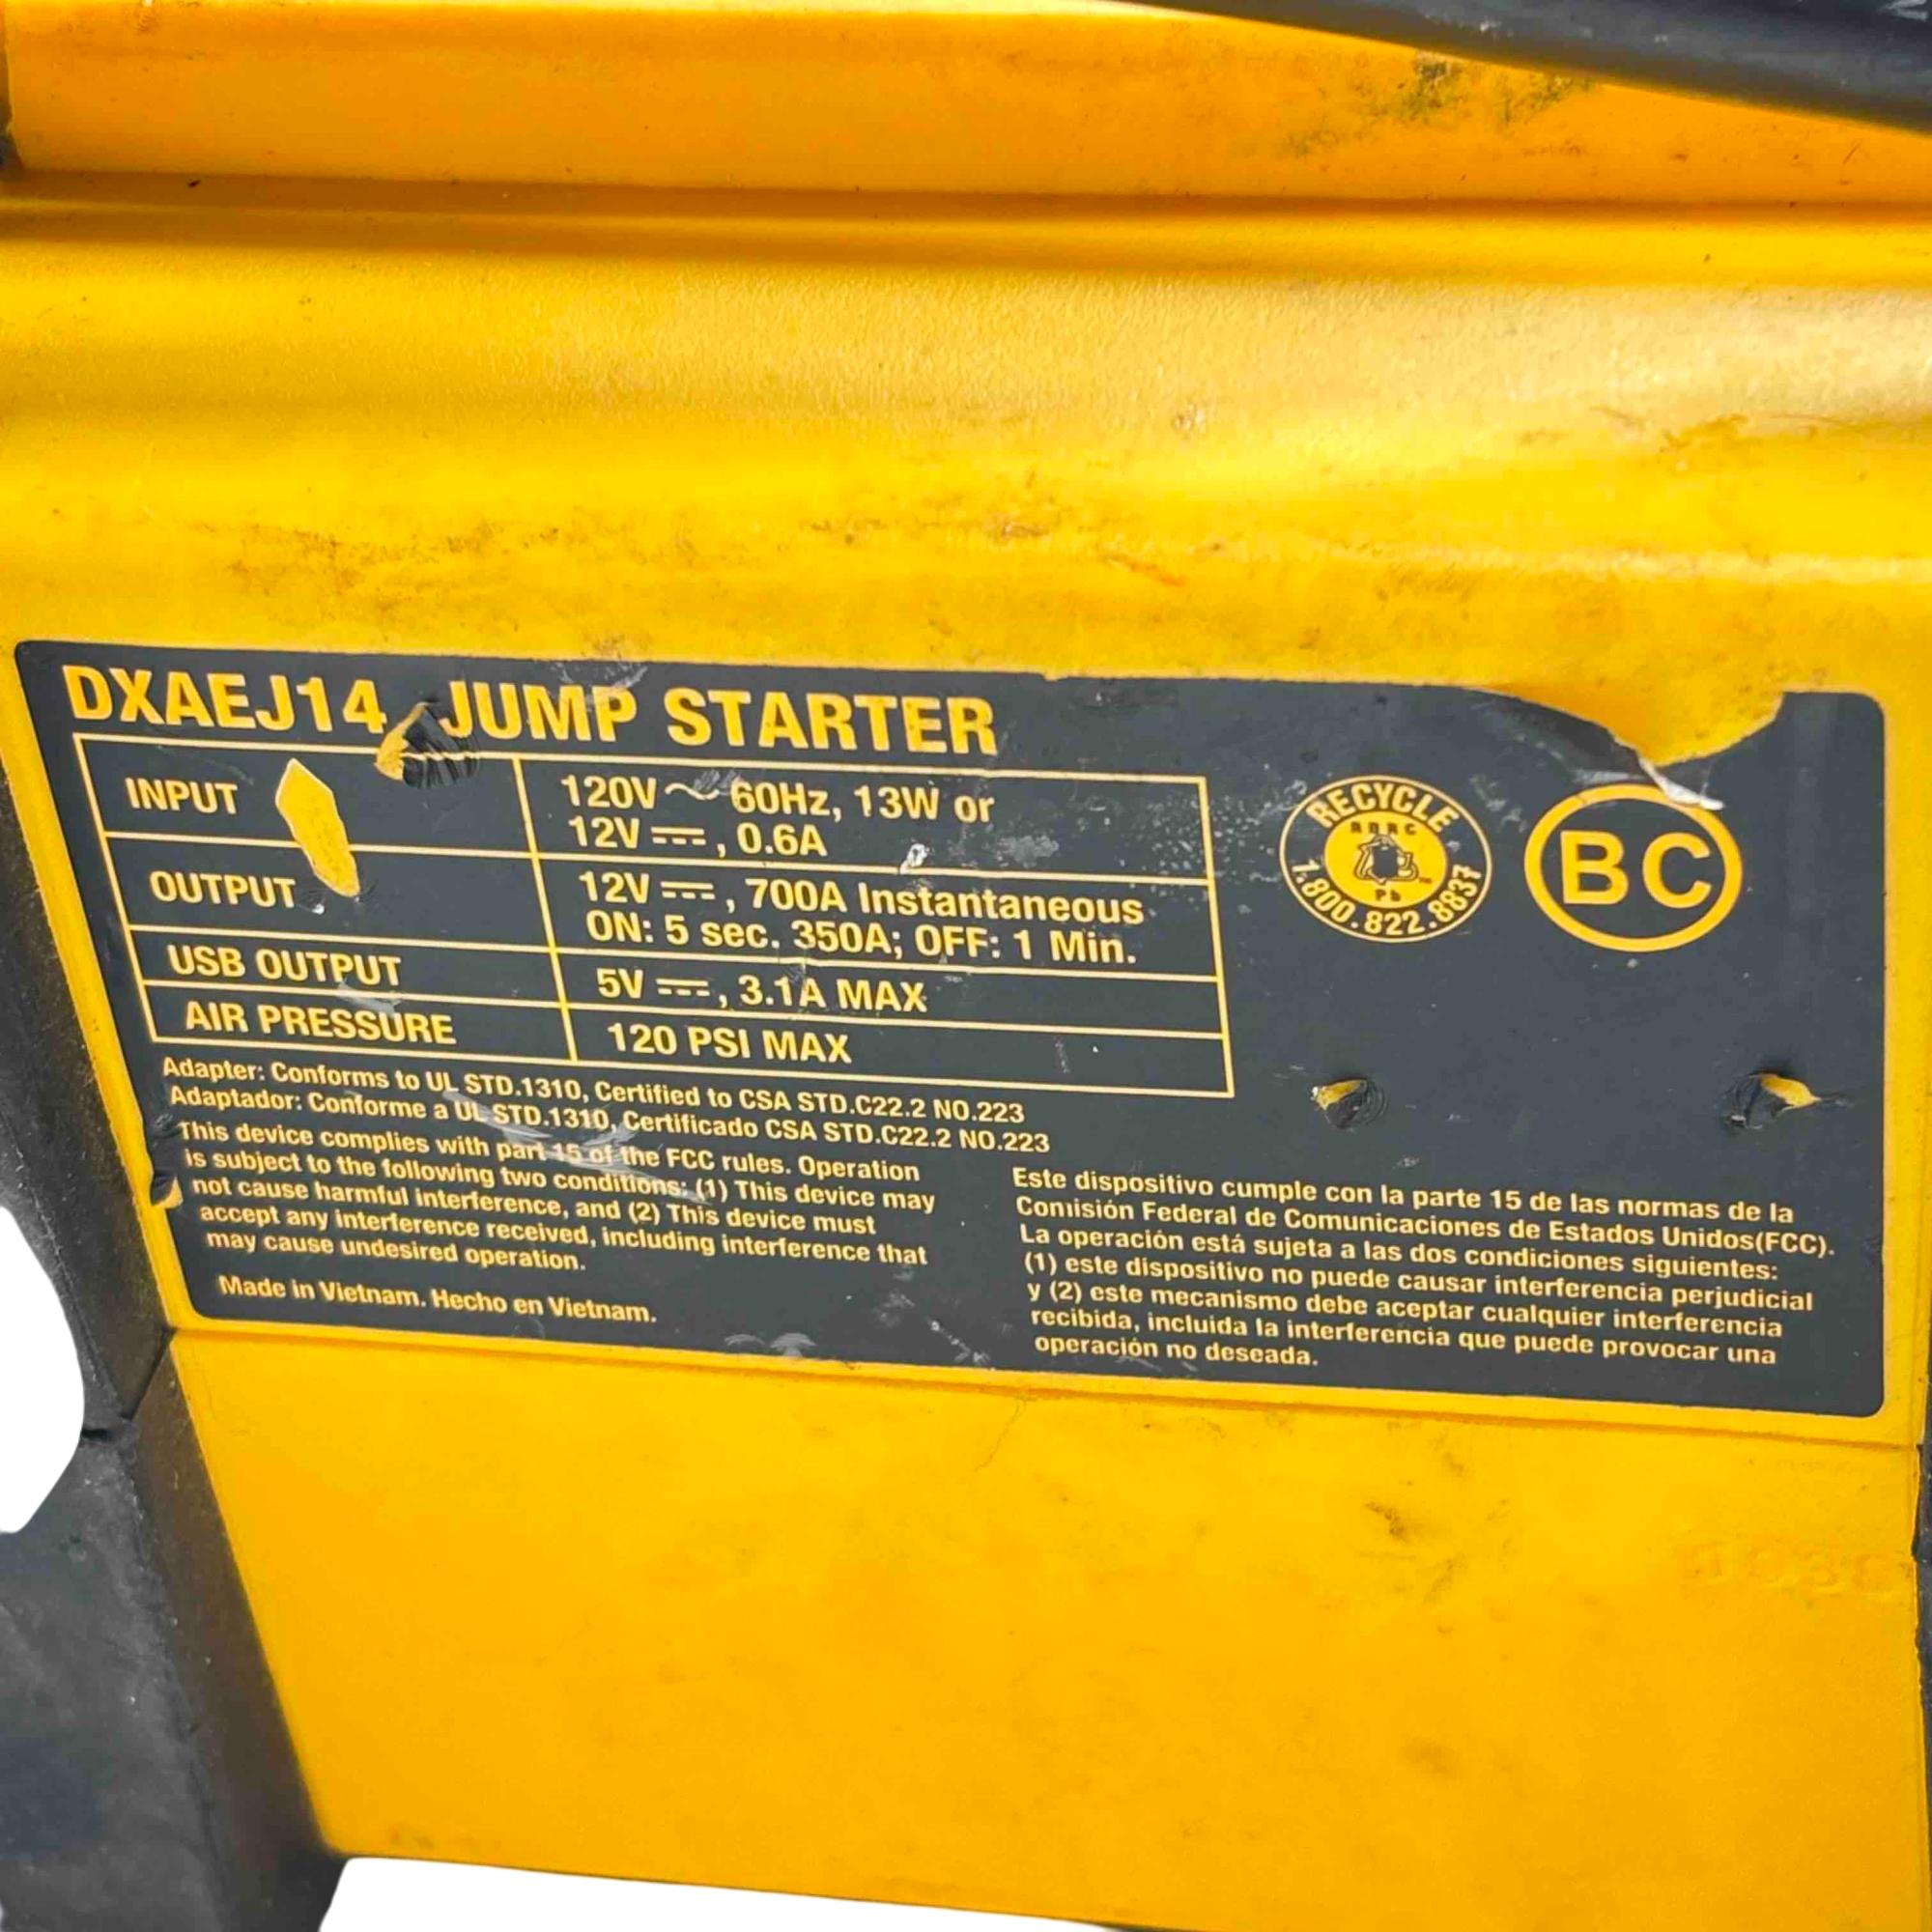 DXAEJ14 JUMP STARTER
INPUT
120V ~ 60Hz, 13W or
12V ⎓, 0.6A
OUTPUT
12V ⎓, 700A Instantaneous
ON: 5 sec. 350A; OFF: 1 Min.
USB OUTPUT
5V ⎓, 3.1A MAX
AIR PRESSURE
120 PSI MAX
RECYCLE
RBRC
Pb
1.800.822.8837
BC
Adapter: Conforms to UL STD.1310, Certified to CSA STD.C22.2 NO.223
Adaptador: Conforme a UL STD.1310, Certificado CSA STD.C22.2 NO.223
This device complies with part 15 of the FCC rules. Operation
is subject to the following two conditions: (1) This device may
not cause harmful interference, and (2) This device must
accept any interference received, including interference that
may cause undesired operation.
Made in Vietnam. Hecho en Vietnam.
Este dispositivo cumple con la parte 15 de las normas de la
Comisión Federal de Comunicaciones de Estados Unidos(FCC).
La operación está sujeta a las dos condiciones siguientes:
(1) este dispositivo no puede causar interferencia perjudicial
y (2) este mecanismo debe aceptar cualquier interferencia
recibida, incluida la interferencia que puede provocar una
operación no deseada.